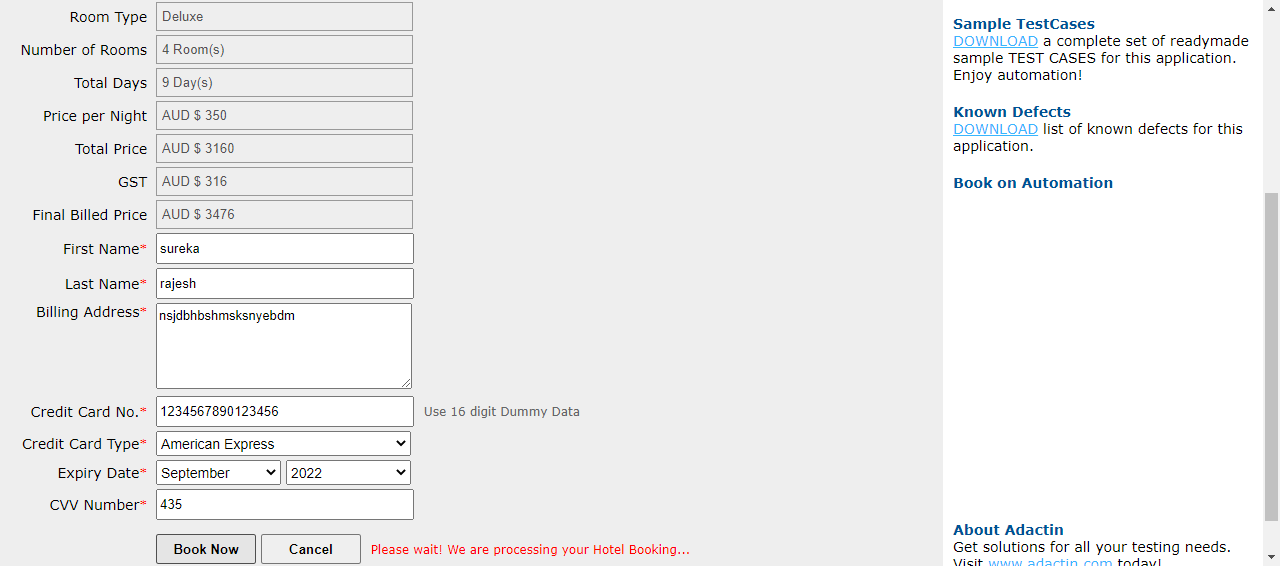 Room Type Deluxe
Number of Rooms 4 Room(s)
Total Days 9 Day(s)
Price per Night AUD $ 350
Total Price AUD $ 3160
GST AUD $ 316
Final Billed Price AUD $ 3476
First Name* sureka
Last Name* rajesh
Billing Address* nsjdbhbshmsksnyebdm
Credit Card No.* 1234567890123456 Use 16 digit Dummy Data
Credit Card Type* American Express
Expiry Date* September 2022
CVV Number* 435
Book Now Cancel Please wait! We are processing your Hotel Booking...
Sample TestCases
DOWNLOAD a complete set of readymade
sample TEST CASES for this application.
Enjoy automation!
Known Defects
DOWNLOAD list of known defects for this
application.
Book on Automation
About Adactin
Get solutions for all your testing needs.
Visit www.adactin.com today!